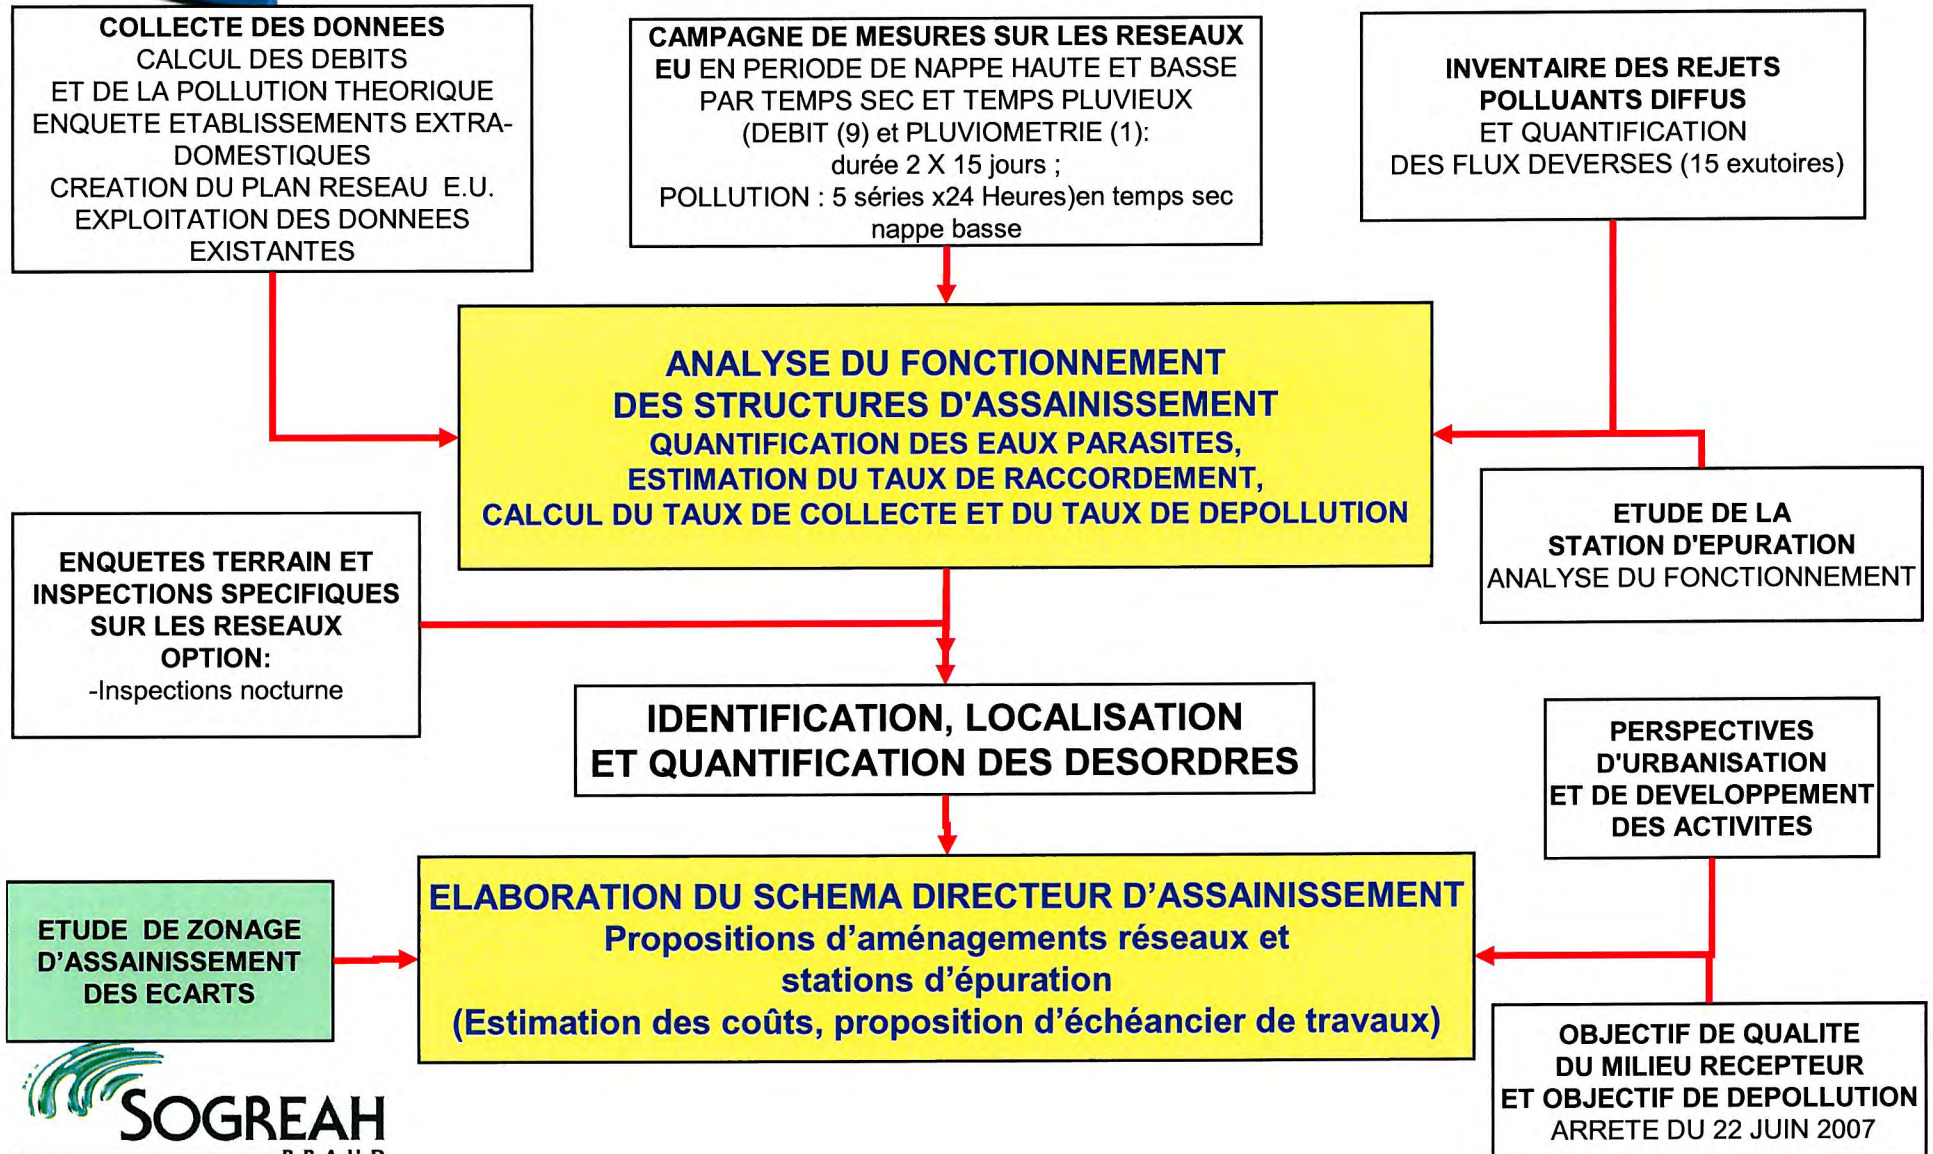 COLLECTE DES DONNEES
CALCUL DES DEBITS
ET DE LA POLLUTION THEORIQUE
ENQUETE ETABLISSEMENTS EXTRA-
DOMESTIQUES
CREATION DU PLAN RESEAU E.U.
EXPLOITATION DES DONNEES
EXISTANTES
CAMPAGNE DE MESURES SUR LES RESEAUX
EU EN PERIODE DE NAPPE HAUTE ET BASSE
PAR TEMPS SEC ET TEMPS PLUVIEUX
(DEBIT (9) et PLUVIOMETRIE (1):
durée 2 X 15 jours ;
POLLUTION : 5 séries x24 Heures)en temps sec
nappe basse
INVENTAIRE DES REJETS
POLLUANTS DIFFUS
ET QUANTIFICATION
DES FLUX DEVERSES (15 exutoires)
ANALYSE DU FONCTIONNEMENT
DES STRUCTURES D'ASSAINISSEMENT
QUANTIFICATION DES EAUX PARASITES,
ESTIMATION DU TAUX DE RACCORDEMENT,
CALCUL DU TAUX DE COLLECTE ET DU TAUX DE DEPOLLUTION
ETUDE DE LA
STATION D'EPURATION
ANALYSE DU FONCTIONNEMENT
ENQUETES TERRAIN ET
INSPECTIONS SPECIFIQUES
SUR LES RESEAUX
OPTION:
-Inspections nocturne
IDENTIFICATION, LOCALISATION
ET QUANTIFICATION DES DESORDRES
PERSPECTIVES
D'URBANISATION
ET DE DEVELOPPEMENT
DES ACTIVITES
ETUDE DE ZONAGE
D’ASSAINISSEMENT
DES ECARTS
ELABORATION DU SCHEMA DIRECTEUR D’ASSAINISSEMENT
Propositions d’aménagements réseaux et
stations d’épuration
(Estimation des coûts, proposition d’échéancier de travaux)
OBJECTIF DE QUALITE
DU MILIEU RECEPTEUR
ET OBJECTIF DE DEPOLLUTION
ARRETE DU 22 JUIN 2007
SOGREAH
PRAUD